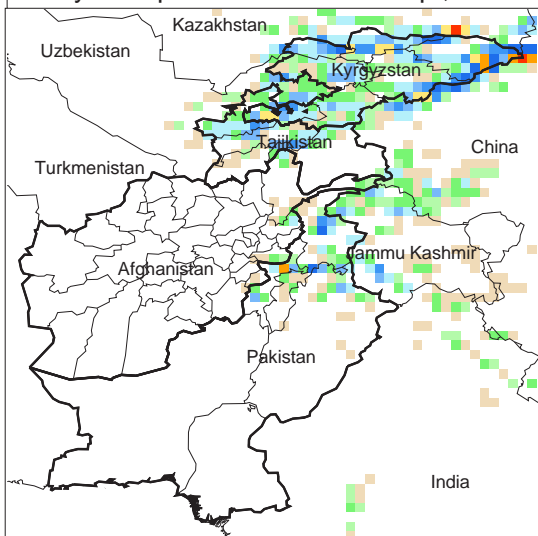 Kazakhstan
Uzbekistan
Kyrgyzstan
Tajikistan
China
Turkmenistan
Jammu Kashmir
Afghanistan
Pakistan
India